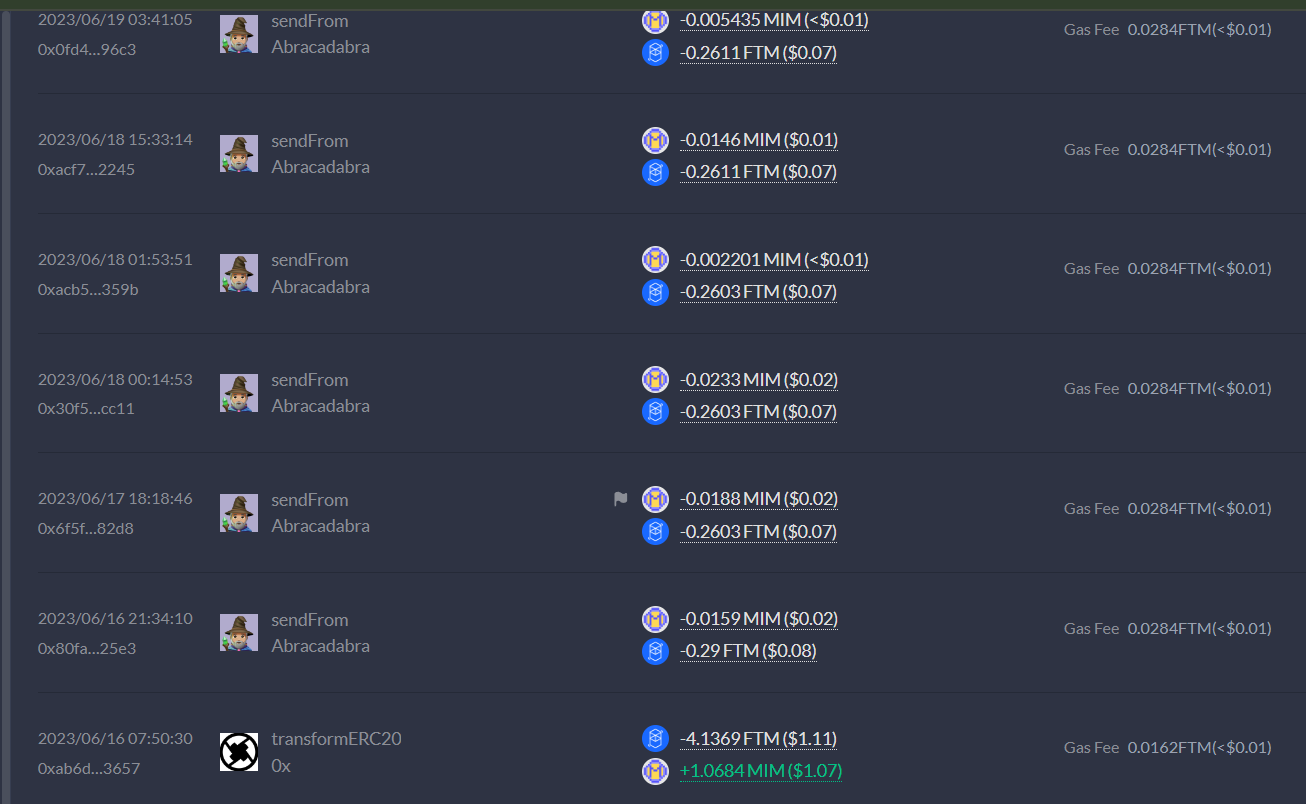 2023/06/19 03:41:05 sendFrom -0.005435 MIM (<$0.01) Gas Fee 0.0284FTM(<$0.01)
0x0fd4...96c3 Abracadabra -0.2611 FTM ($0.07)
2023/06/18 15:33:14 sendFrom -0.0146 MIM ($0.01) Gas Fee 0.0284FTM(<$0.01)
0xacf7...2245 Abracadabra -0.2611 FTM ($0.07)
2023/06/18 01:53:51 sendFrom -0.002201 MIM (<$0.01) Gas Fee 0.0284FTM(<$0.01)
0xacb5...359b Abracadabra -0.2603 FTM ($0.07)
2023/06/18 00:14:53 sendFrom -0.0233 MIM ($0.02) Gas Fee 0.0284FTM(<$0.01)
0x30f5...cc11 Abracadabra -0.2603 FTM ($0.07)
2023/06/17 18:18:46 sendFrom -0.0188 MIM ($0.02) Gas Fee 0.0284FTM(<$0.01)
0x6f5f...82d8 Abracadabra -0.2603 FTM ($0.07)
2023/06/16 21:34:10 sendFrom -0.0159 MIM ($0.02) Gas Fee 0.0284FTM(<$0.01)
0x80fa...25e3 Abracadabra -0.29 FTM ($0.08)
2023/06/16 07:50:30 transformERC20 -4.1369 FTM ($1.11) Gas Fee 0.0162FTM(<$0.01)
0xab6d...3657 0x +1.0684 MIM ($1.07)